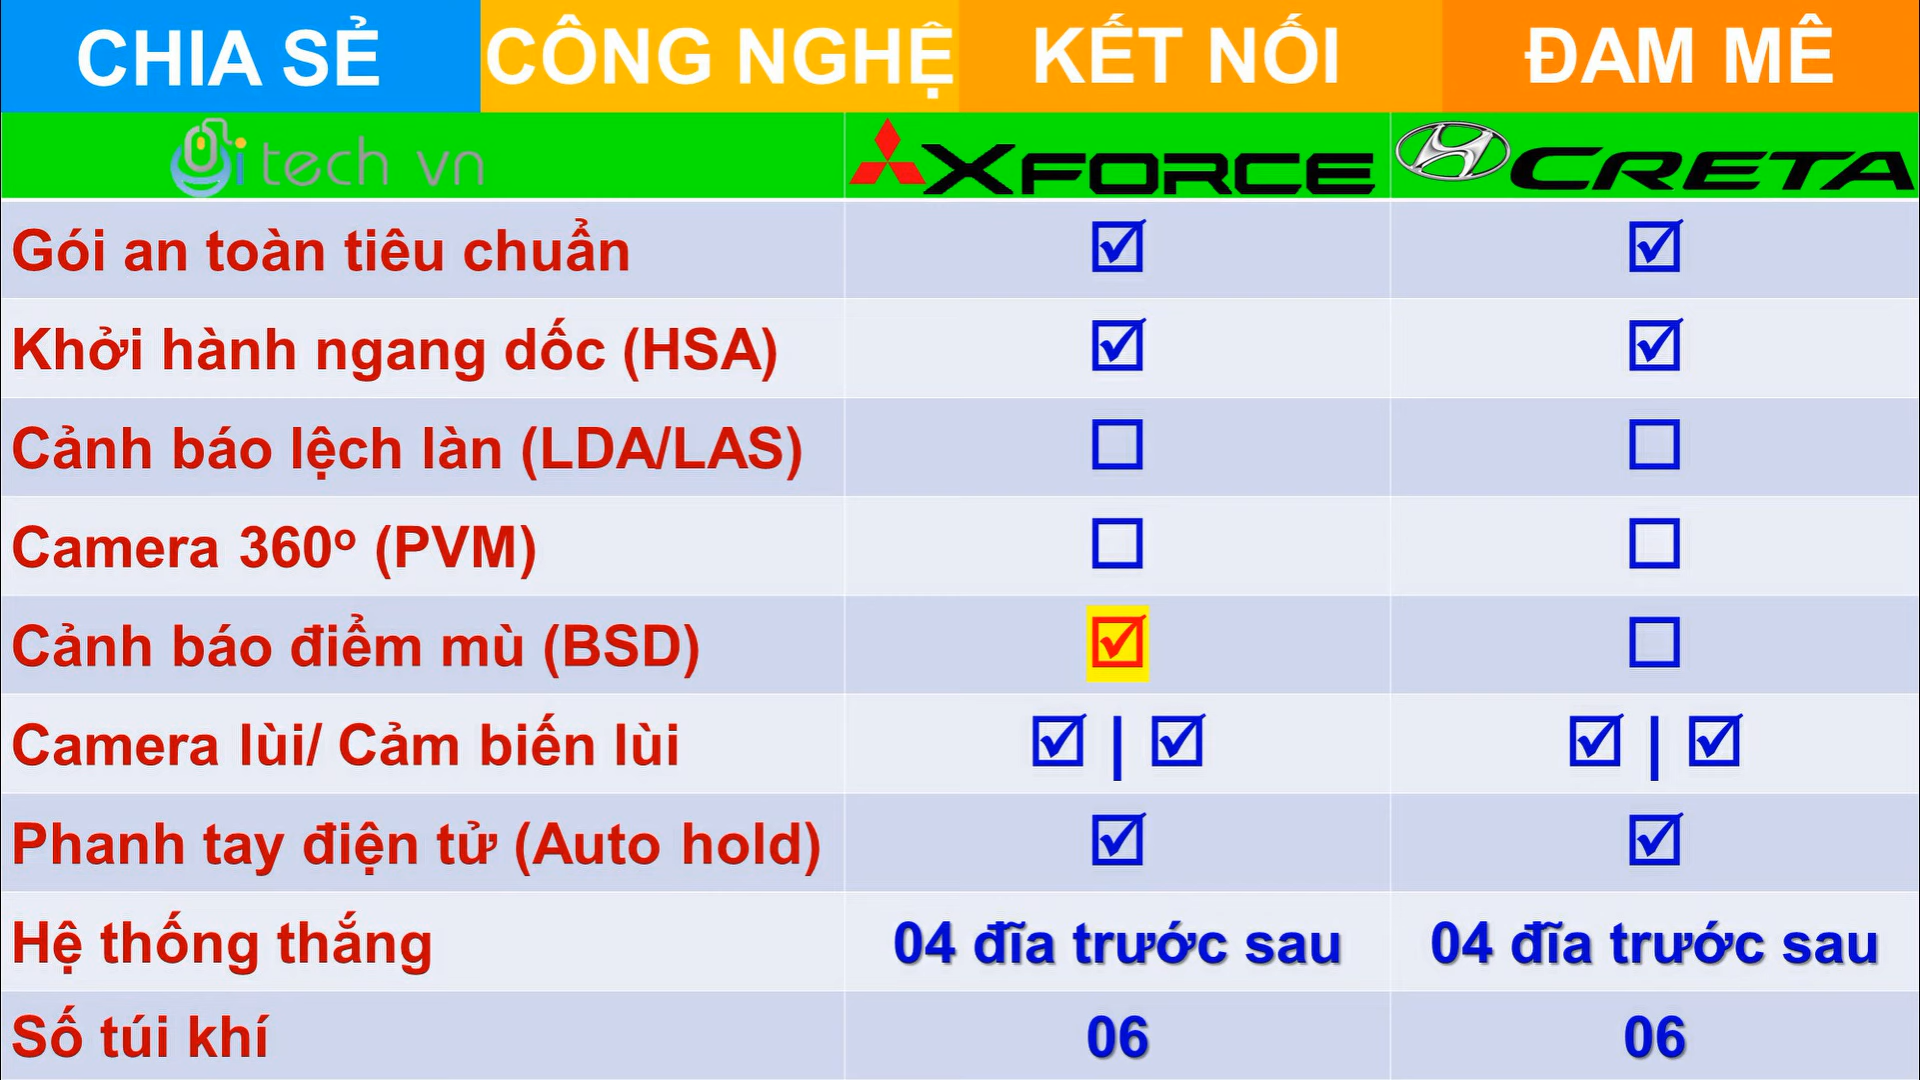 CHIA SẺ CÔNG NGHỆ KẾT NỐI ĐAM MÊ
itech vn XFORCE CRETA
Gói an toàn tiêu chuẩn ☑ ☑
Khởi hành ngang dốc (HSA) ☑ ☑
Cảnh báo lệch làn (LDA/LAS) ☐ ☐
Camera 360º (PVM) ☐ ☐
Cảnh báo điểm mù (BSD) ☑ ☐
Camera lùi/ Cảm biến lùi ☑ | ☑ ☑ | ☑
Phanh tay điện tử (Auto hold) ☑ ☑
Hệ thống thắng 04 đĩa trước sau 04 đĩa trước sau
Số túi khí 06 06